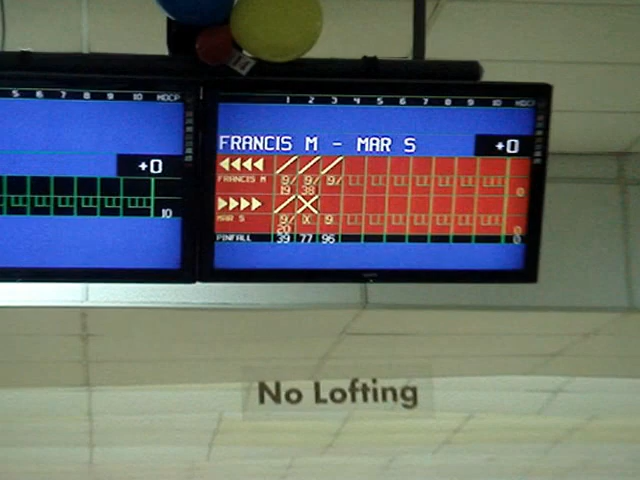 5 6 7 8 9 10 HDCP
+0
10
14
1 2 3 4 5 6 7 8 9 10 HDCP
FRANCIS M - MAR S +0
FRANCIS M 9/ 9/ 9/
19 38 0
MAR S 9/ X 9
20 0
PINFALL 39 77 96 0
No Lofting